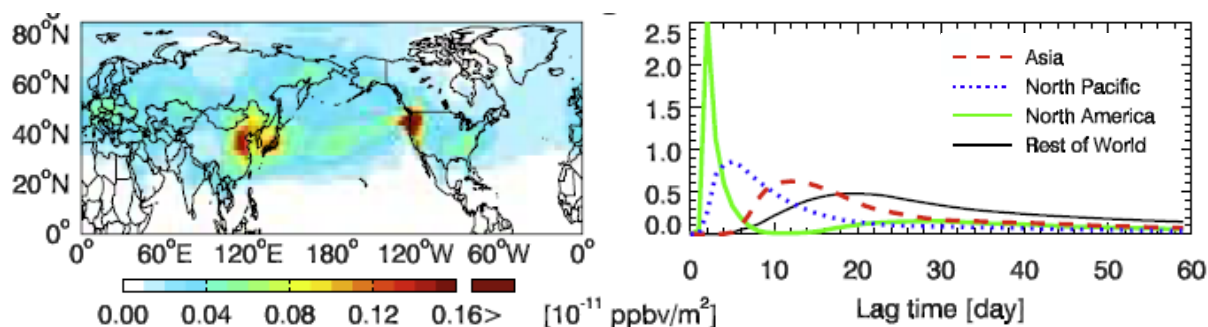 80°N
60°N
40°N
20°N
0°
0° 60°E 120°E 180° 120°W 60°W 0°
0.00 0.04 0.08 0.12 0.16> [10⁻¹¹ ppbv/m²]
2.5
2.0
1.5
1.0
0.5
0.0
Asia
North Pacific
North America
Rest of World
0 10 20 30 40 50 60
Lag time [day]